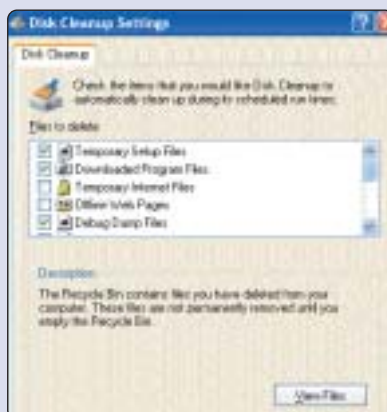 Disk Cleanup Settings
Disk Cleanup
Check the items that you would like Disk Cleanup to
automatically clean up during its scheduled run times.
Files to delete
Temporary Setup Files
Downloaded Program Files
Temporary Internet Files
Offline Web Pages
Debug Dump Files
Description
The Recycle Bin contains files you have deleted from your
computer. These files are not permanently removed until you
empty the Recycle Bin.
View Files